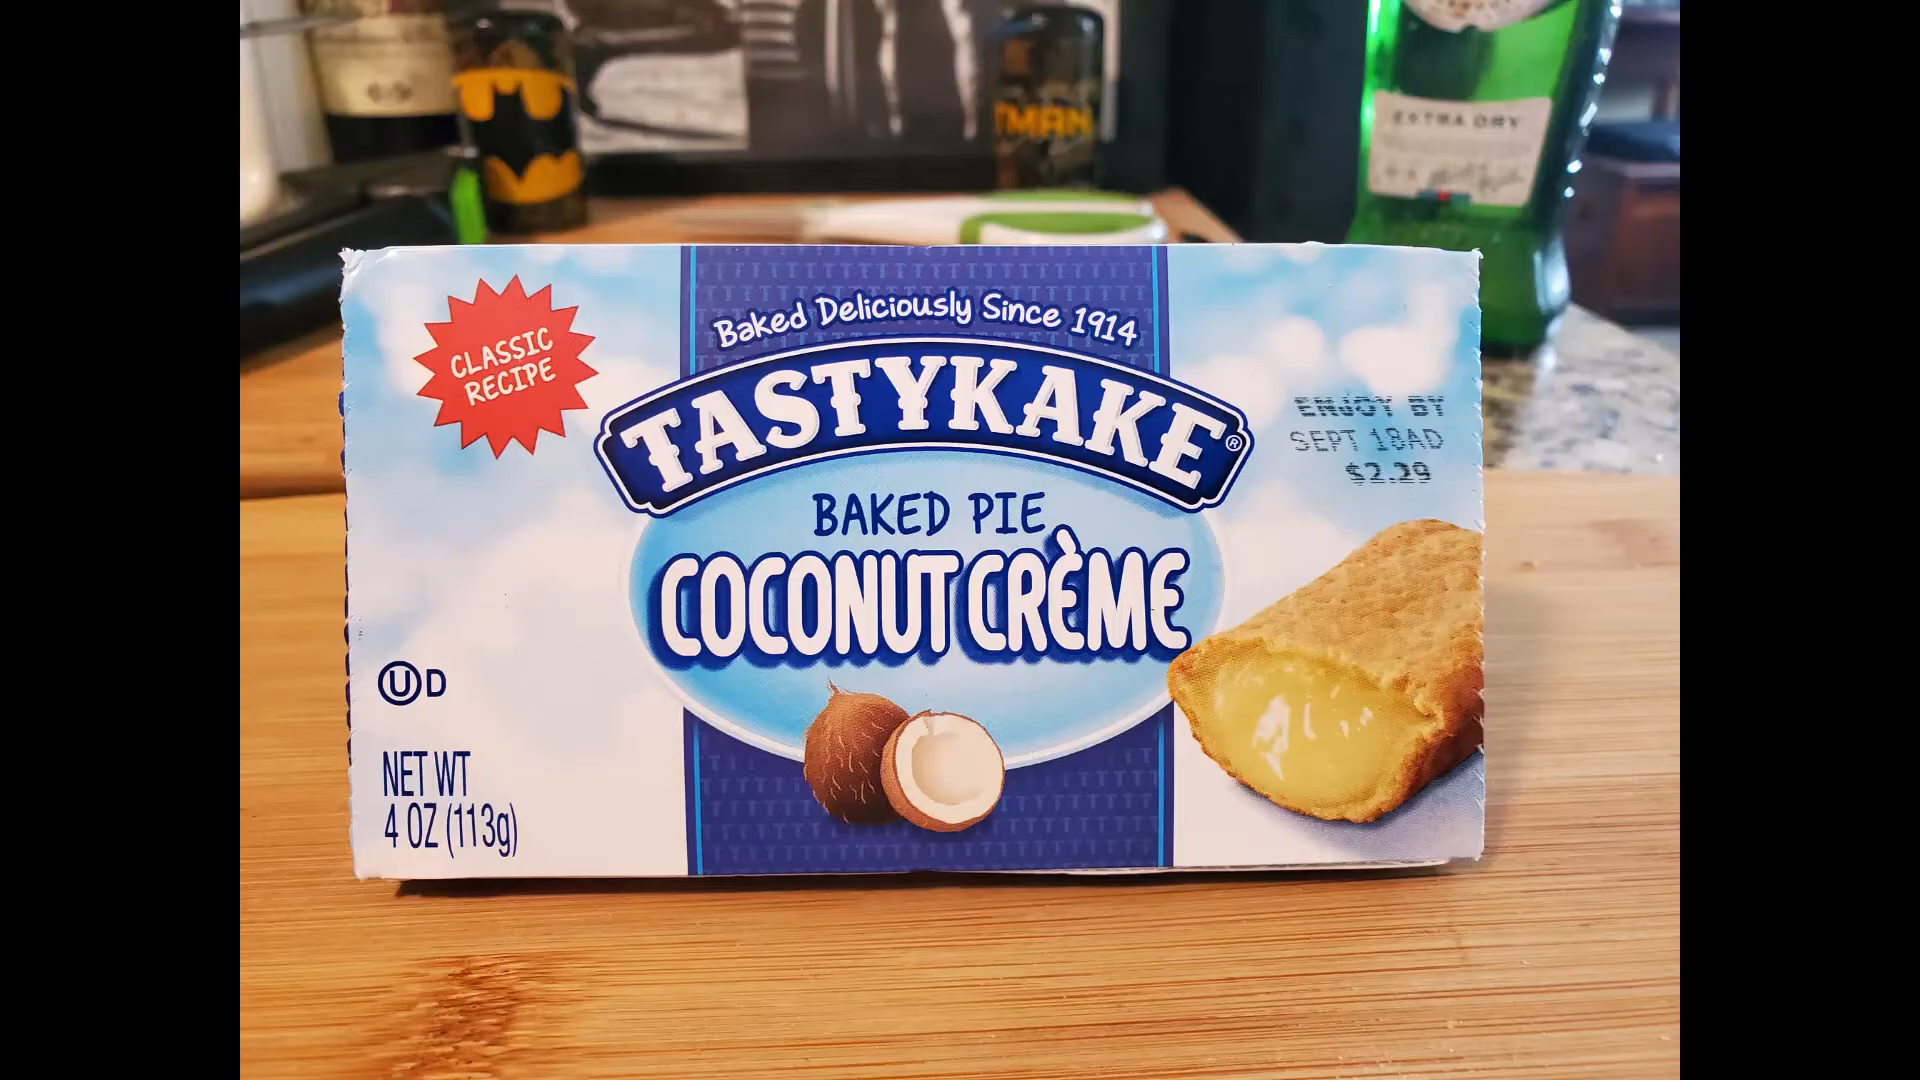 TMAN
EXTRA DRY
Baked Deliciously Since 1914
CLASSIC
RECIPE
TASTYKAKE®
ENJOY BY
SEPT 18AD
$2.29
BAKED PIE
COCONUT CRÈME
U D
NET WT
4 OZ (113g)